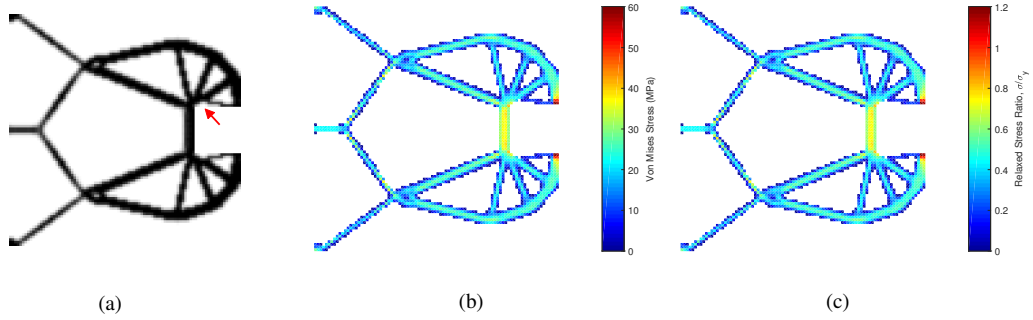 60
50
40
30
20
10
0
Von Mises Stress (MPa)
1.2
1
0.8
0.6
0.4
0.2
0
Relaxed Stress Ratio, σ/σy
(a)
(b)
(c)